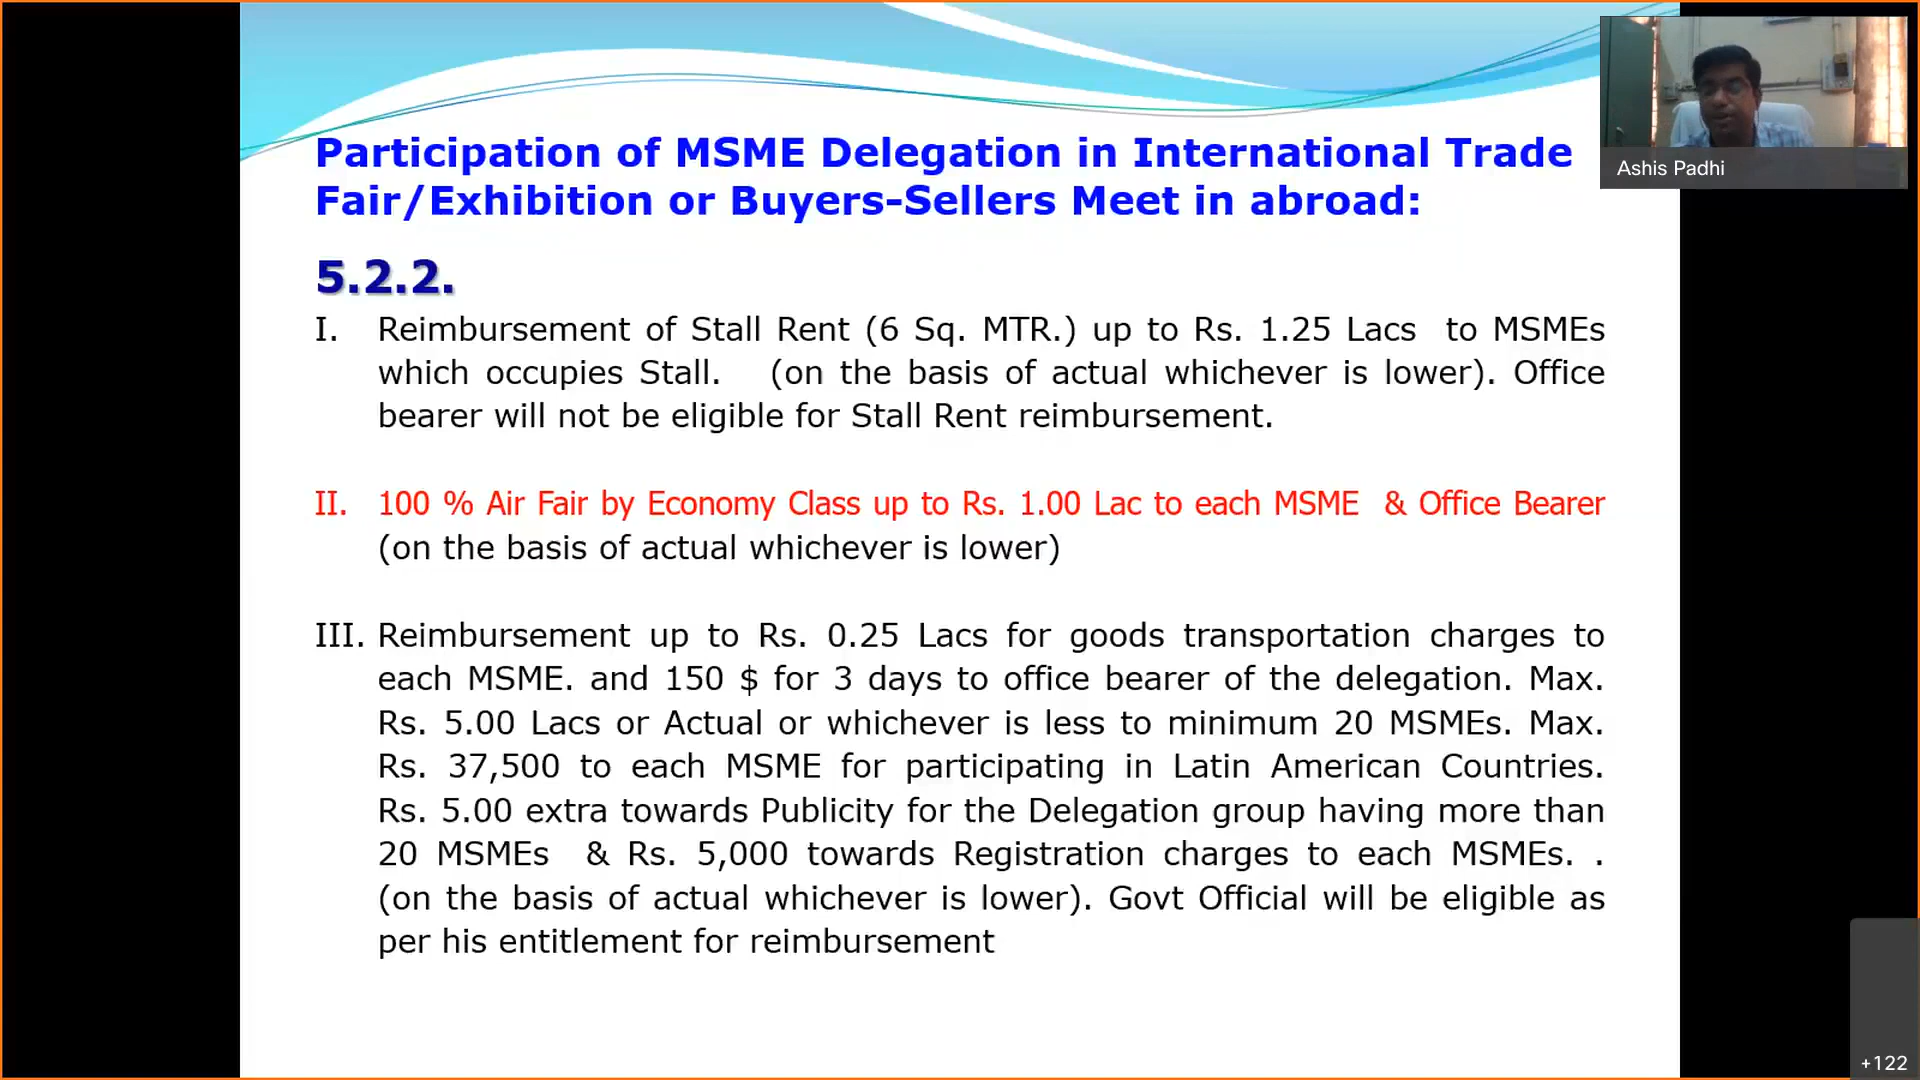 Participation of MSME Delegation in International Trade
Fair/Exhibition or Buyers-Sellers Meet in abroad:
5.2.2.
I. Reimbursement of Stall Rent (6 Sq. MTR.) up to Rs. 1.25 Lacs to MSMEs
which occupies Stall. (on the basis of actual whichever is lower). Office
bearer will not be eligible for Stall Rent reimbursement.
II. 100 % Air Fair by Economy Class up to Rs. 1.00 Lac to each MSME & Office Bearer
(on the basis of actual whichever is lower)
III. Reimbursement up to Rs. 0.25 Lacs for goods transportation charges to
each MSME. and 150 $ for 3 days to office bearer of the delegation. Max.
Rs. 5.00 Lacs or Actual or whichever is less to minimum 20 MSMEs. Max.
Rs. 37,500 to each MSME for participating in Latin American Countries.
Rs. 5.00 extra towards Publicity for the Delegation group having more than
20 MSMEs & Rs. 5,000 towards Registration charges to each MSMEs. .
(on the basis of actual whichever is lower). Govt Official will be eligible as
per his entitlement for reimbursement
Ashis Padhi
+122